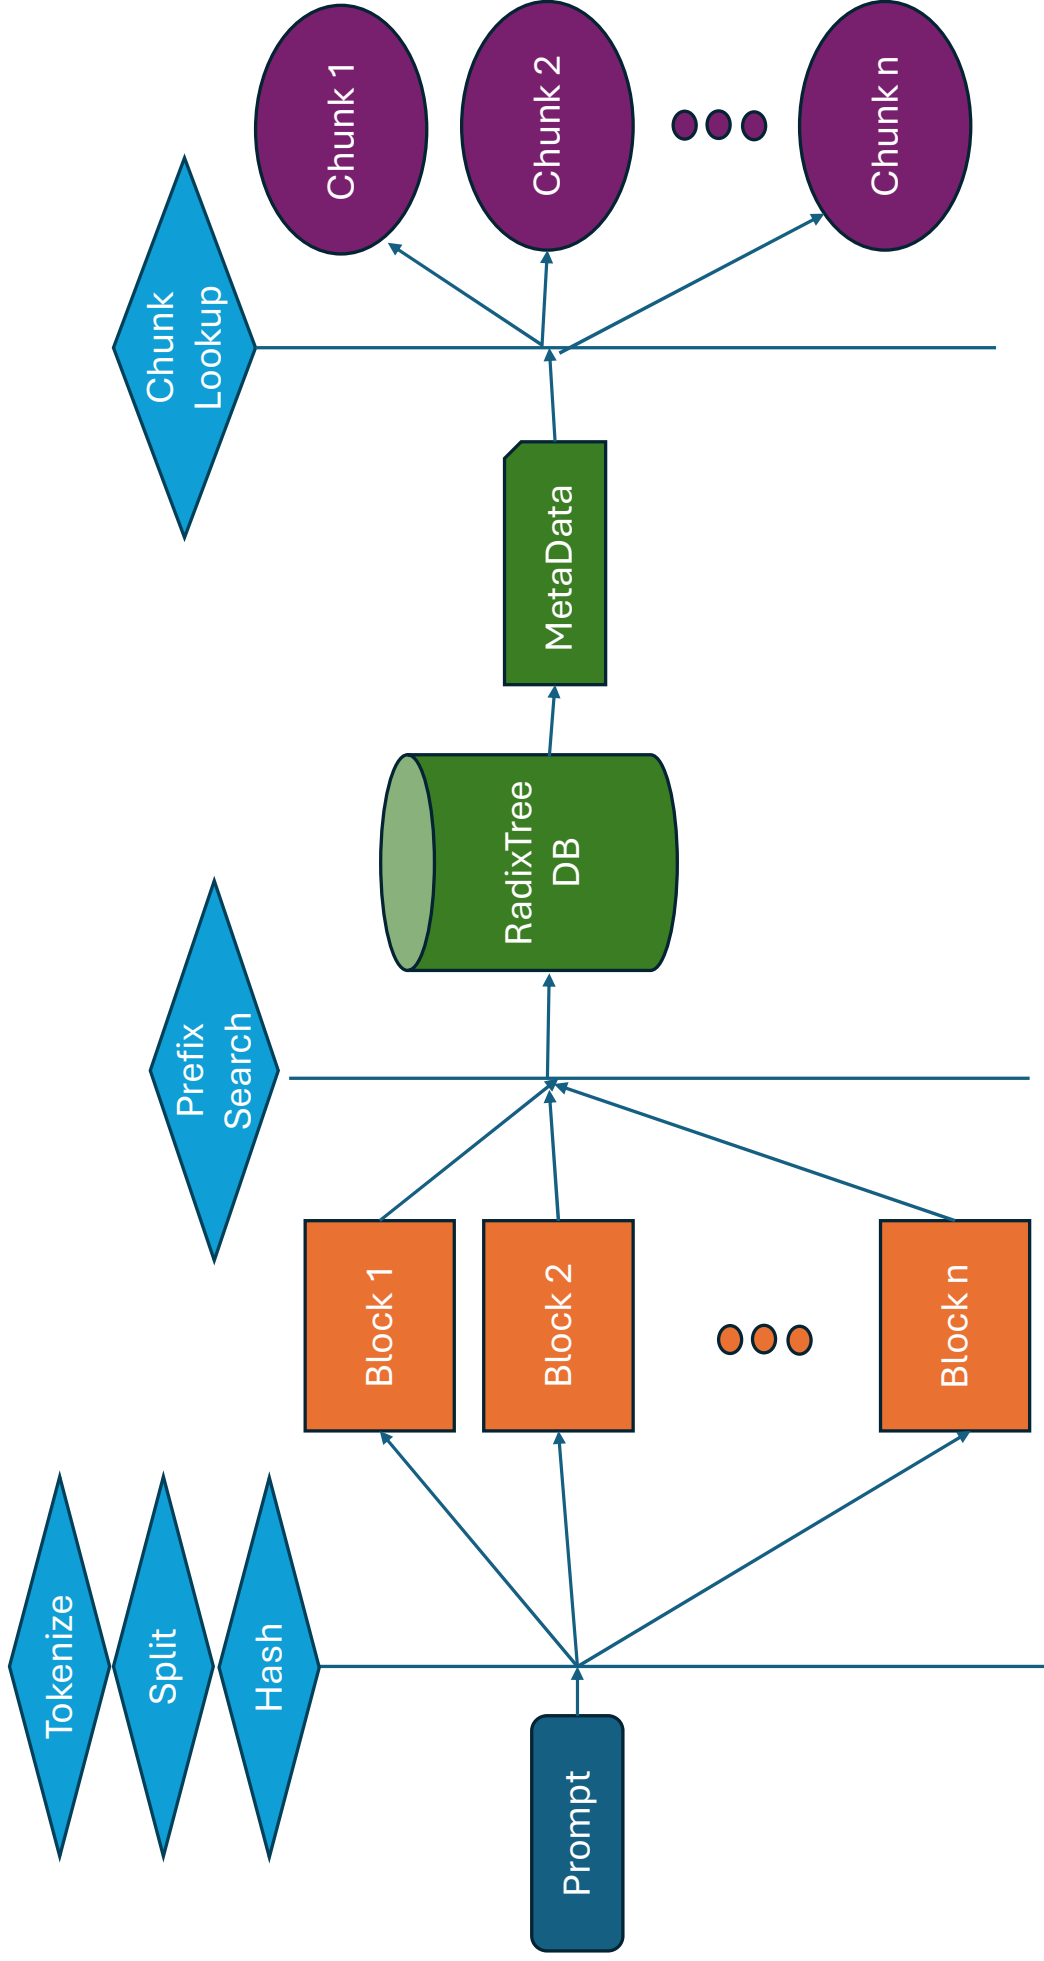 Tokenize
Split
Hash
Prompt
Block 1
Block 2
Block n
Prefix
Search
RadixTree
DB
MetaData
Chunk
Lookup
Chunk 1
Chunk 2
Chunk n